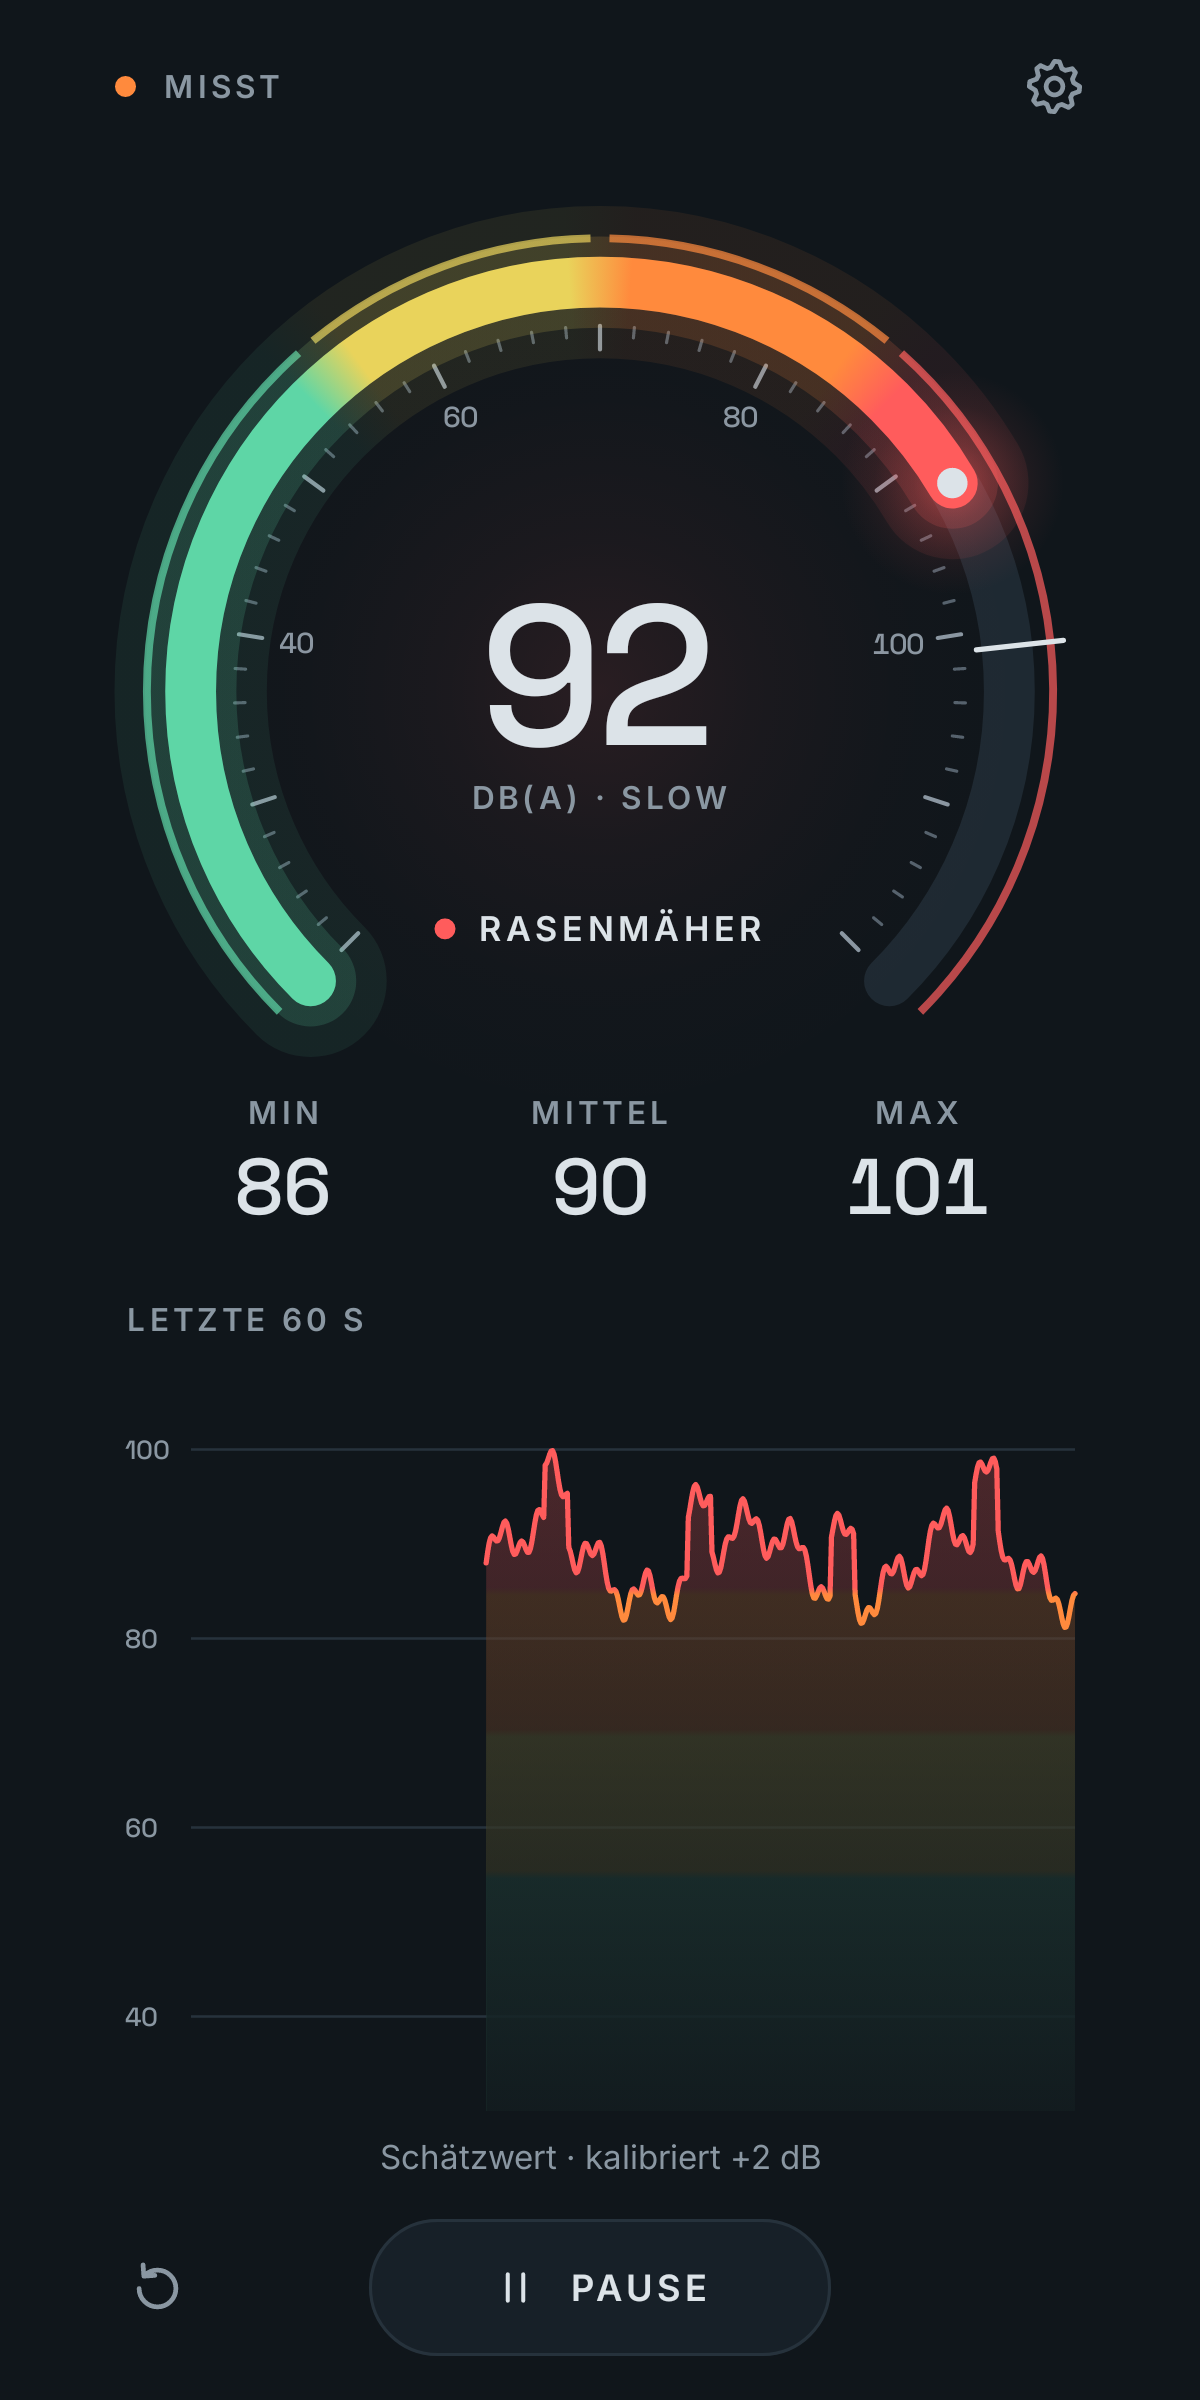 MISST
60
80
40
100
92
DB(A) · SLOW
RASENMÄHER
MIN
MITTEL
MAX
86
90
101
LETZTE 60 S
100
80
60
40
Schätzwert · kalibriert +2 dB
PAUSE